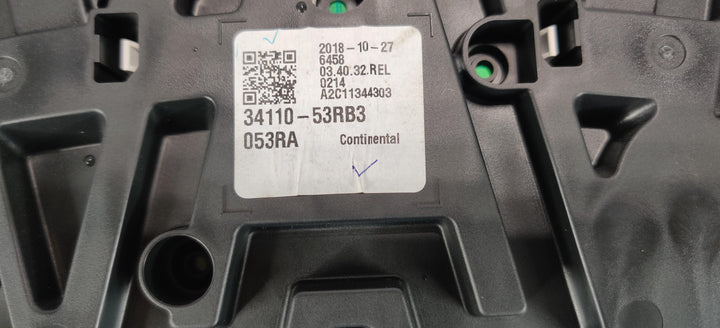 2018-10-27
6458
03.40.32.REL
0214
A2C11344303
34110-53RB3
053RA Continental